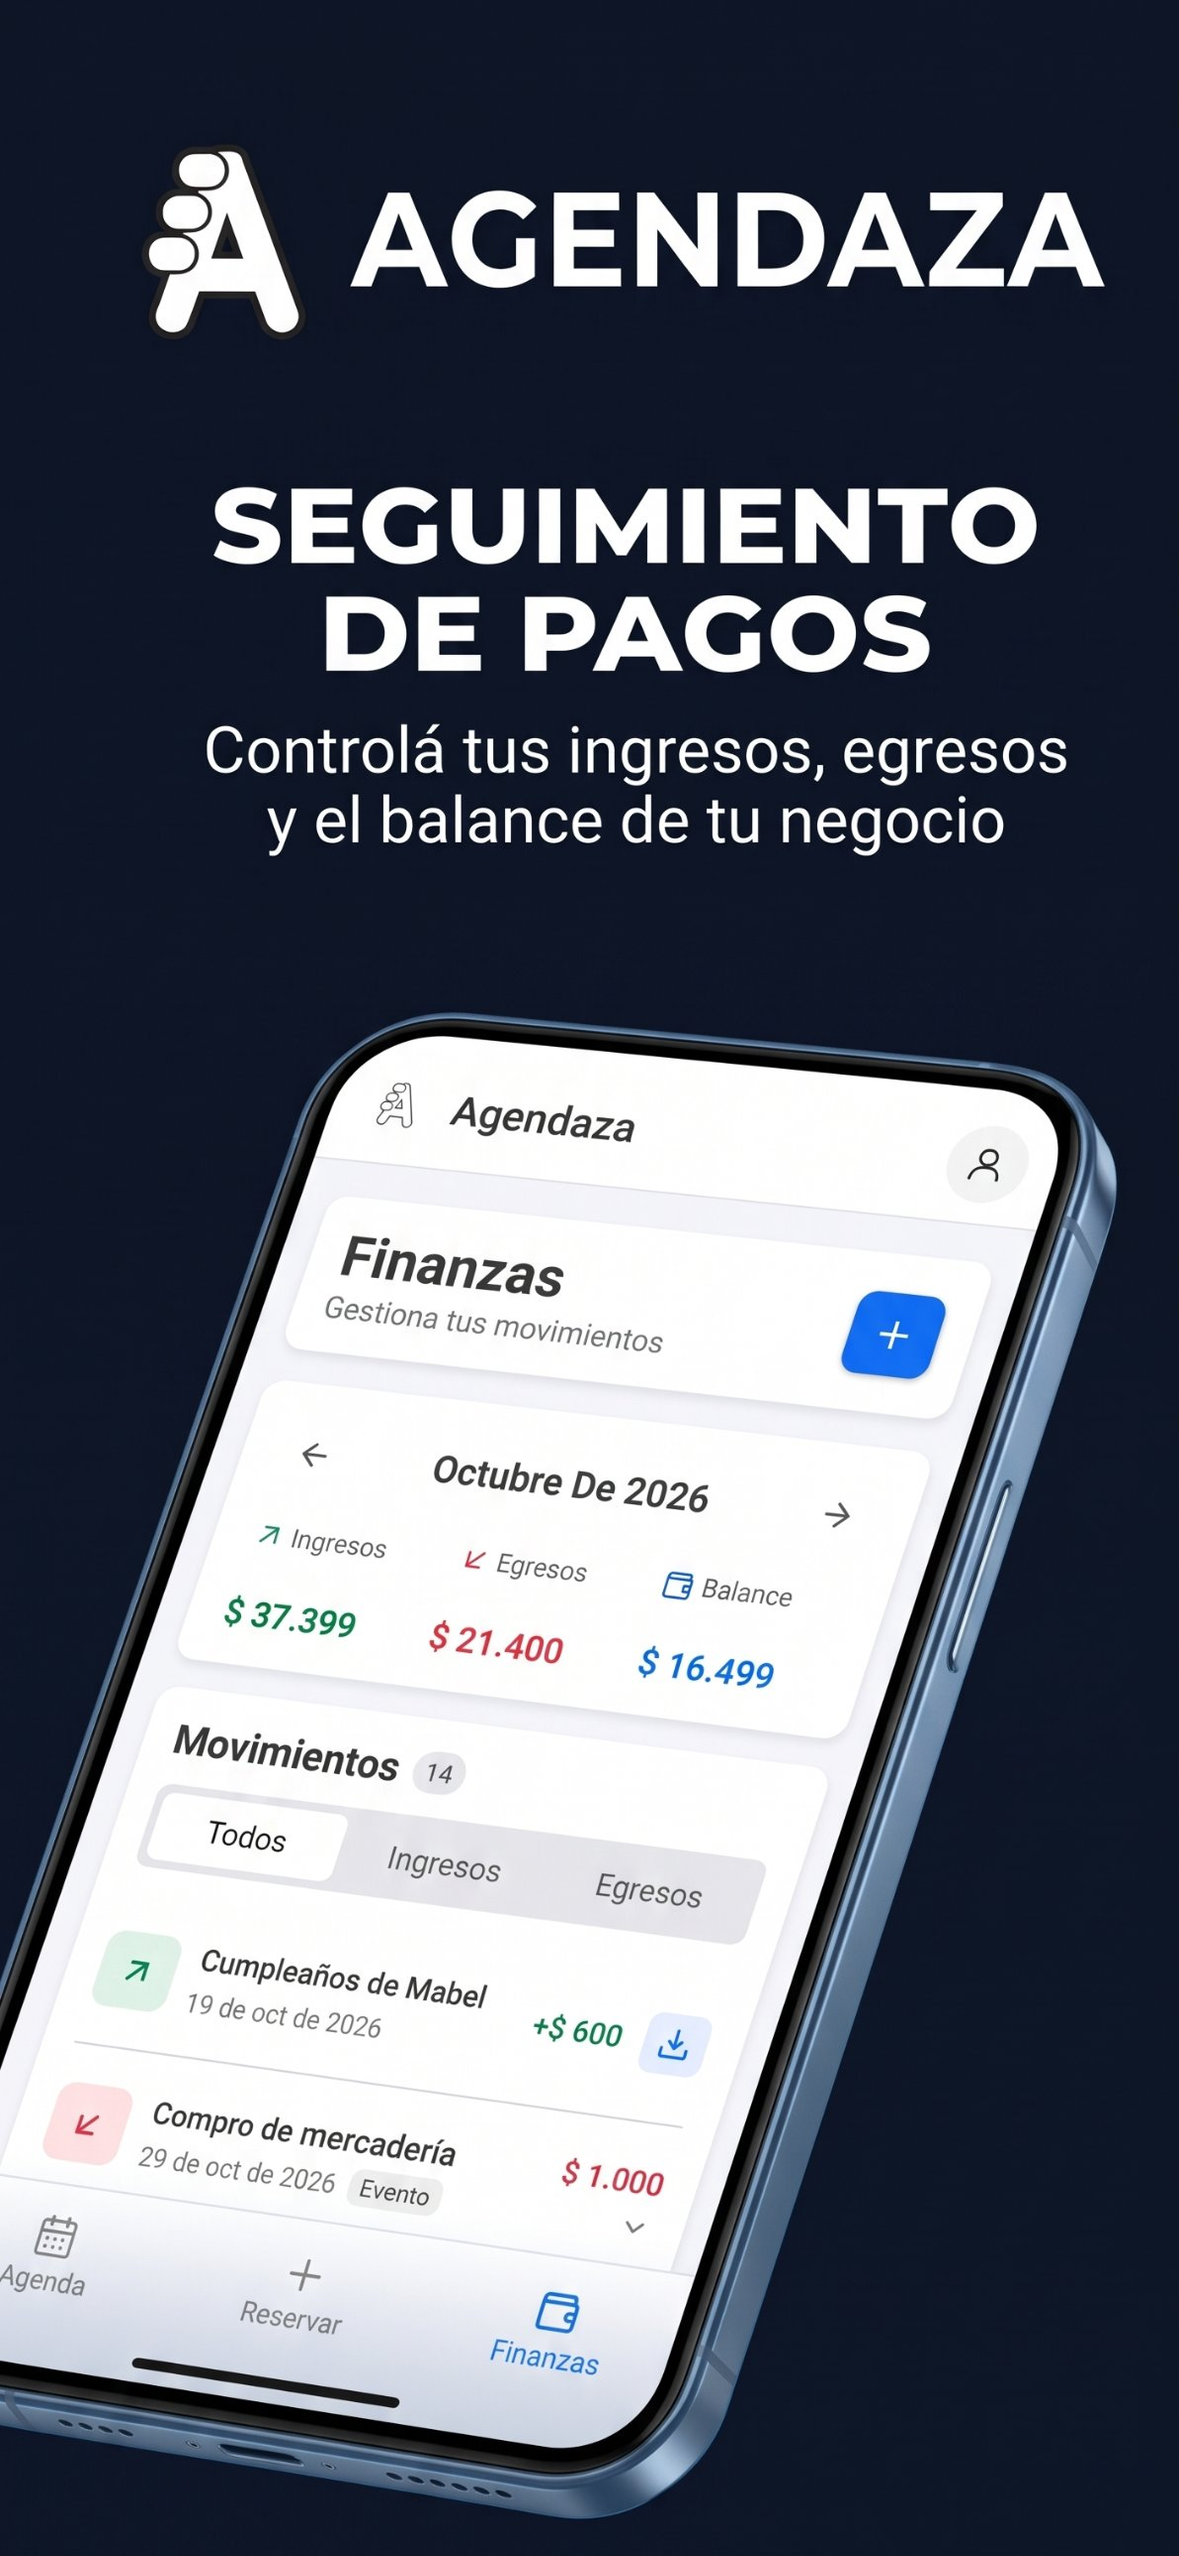 AGENDAZA
SEGUIMIENTO
DE PAGOS
Controlá tus ingresos, egresos
y el balance de tu negocio
Agendaza
Finanzas
Gestiona tus movimientos
Octubre De 2026
Ingresos Egresos Balance
$ 37.399 $ 21.400 $ 16.499
Movimientos 14
Todos Ingresos Egresos
Cumpleaños de Mabel
19 de oct de 2026
+$ 600
Compro de mercadería
29 de oct de 2026 Evento
$ 1.000
Agenda Reservar Finanzas